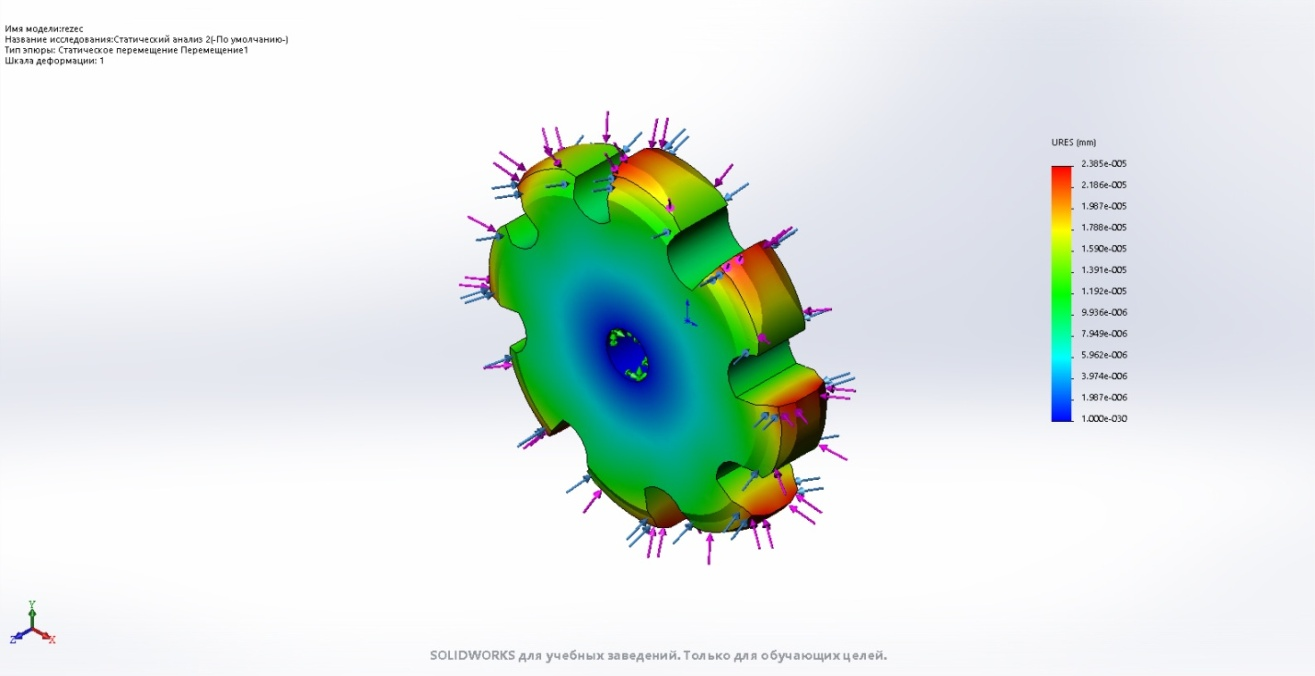 Имя модели:rezec
Название исследования:Статический анализ 2(-По умолчанию-)
Тип эпюры: Статическое перемещение Перемещение1
Шкала деформации: 1
URES (mm)
2.385e-005
2.186e-005
1.987e-005
1.788e-005
1.590e-005
1.391e-005
1.192e-005
9.936e-006
7.949e-006
5.962e-006
3.974e-006
1.987e-006
1.000e-030
Y
Z
X
SOLIDWORKS для учебных заведений. Только для обучающих целей.